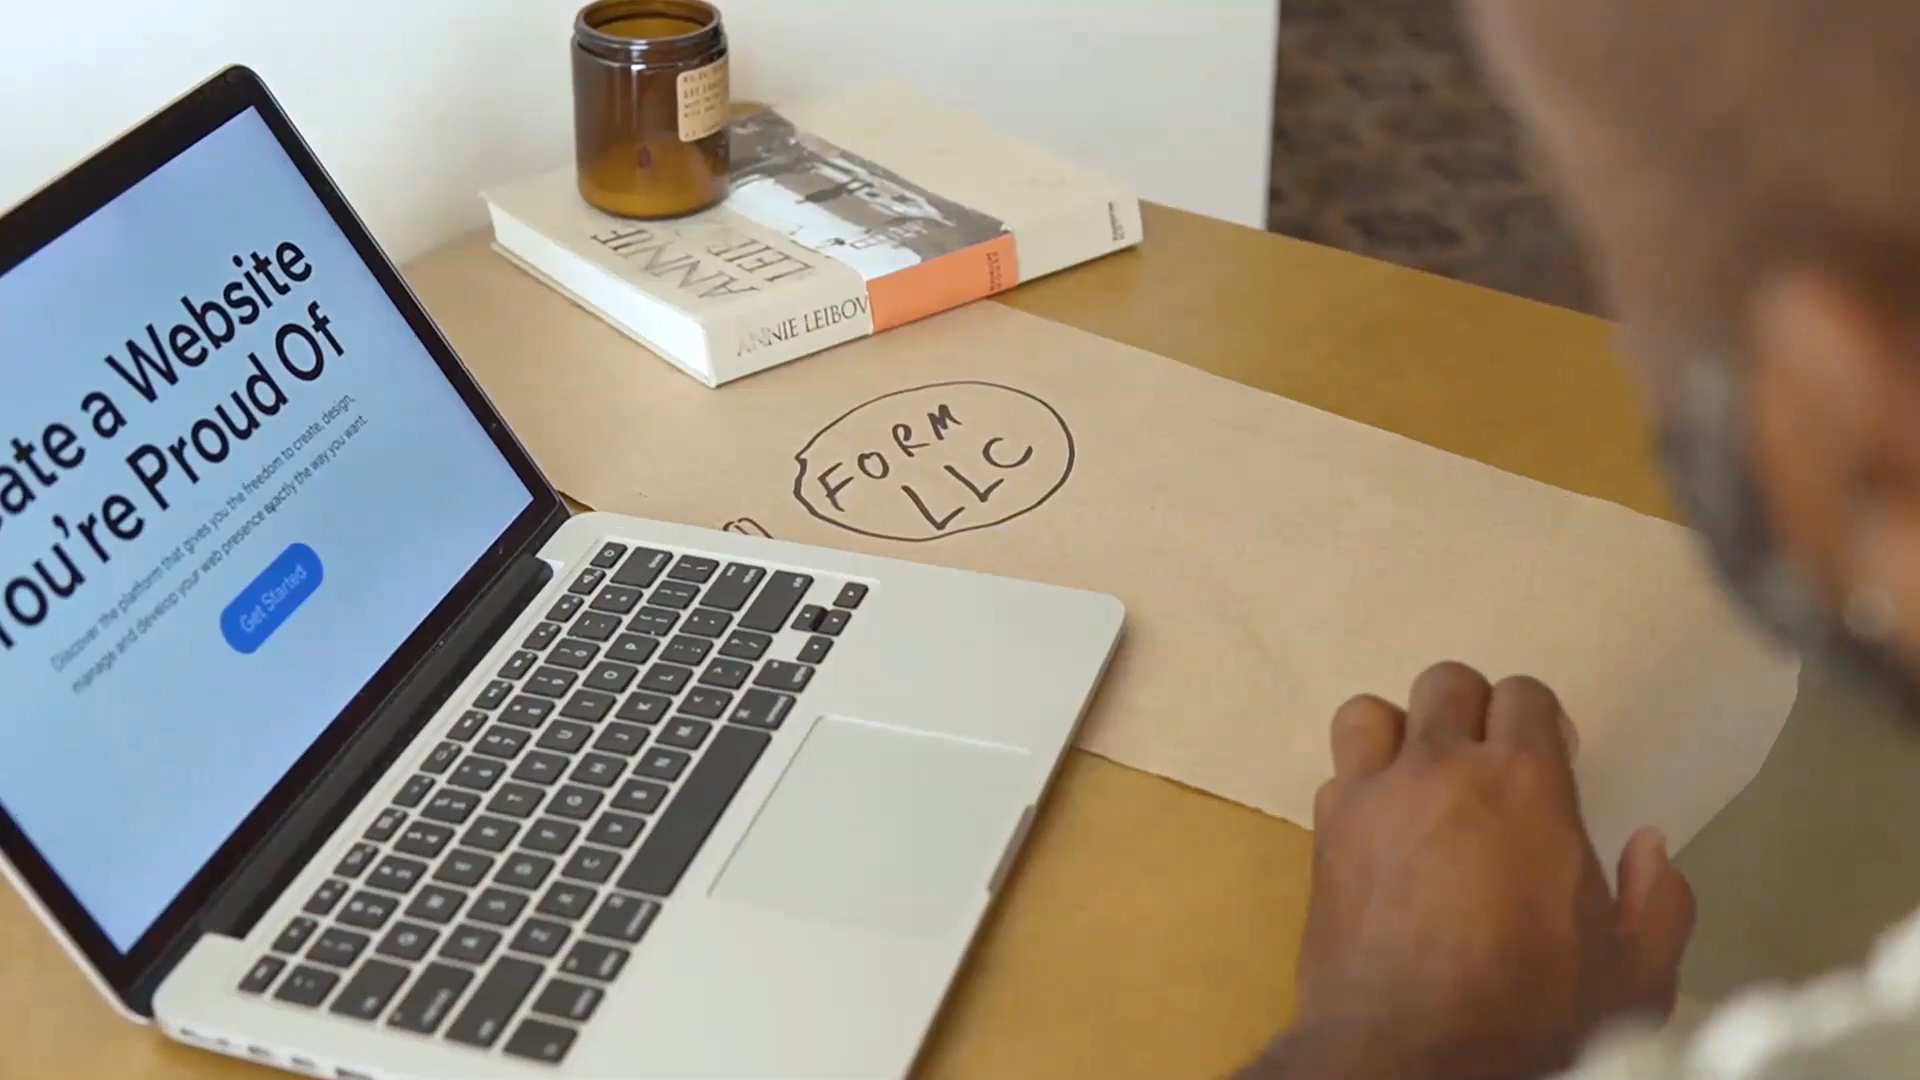 ate a Website
You're Proud Of
Discover the platform that gives you the freedom to create, design,
manage and develop your web presence exactly the way you want.
Get Started
ANNIE
LEIB
ANNIE LEIBOV
FORM
LLC